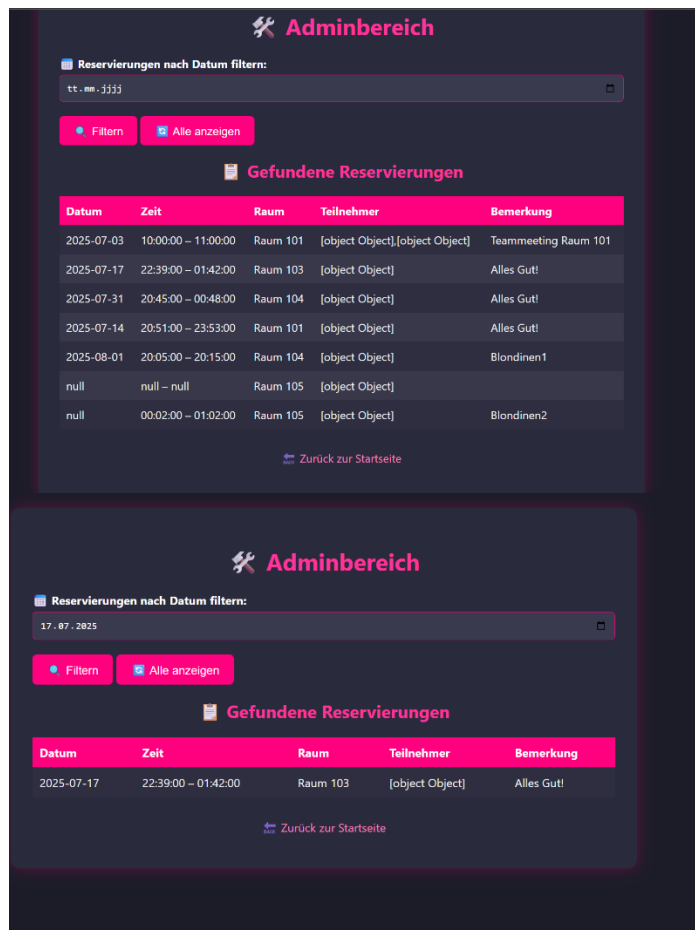 Adminbereich
Reservierungen nach Datum filtern:
tt.mm.jjjj
Filtern Alle anzeigen
Gefundene Reservierungen
Datum Zeit Raum Teilnehmer Bemerkung
2025-07-03 10:00:00 – 11:00:00 Raum 101 [object Object],[object Object] Teammeeting Raum 101
2025-07-17 22:39:00 – 01:42:00 Raum 103 [object Object] Alles Gut!
2025-07-31 20:45:00 – 00:48:00 Raum 104 [object Object] Alles Gut!
2025-07-14 20:51:00 – 23:53:00 Raum 101 [object Object] Alles Gut!
2025-08-01 20:05:00 – 20:15:00 Raum 104 [object Object] Blondinen1
null null – null Raum 105 [object Object]
null 00:02:00 – 01:02:00 Raum 105 [object Object] Blondinen2
BACK Zurück zur Startseite
Adminbereich
Reservierungen nach Datum filtern:
17.07.2025
Filtern Alle anzeigen
Gefundene Reservierungen
Datum Zeit Raum Teilnehmer Bemerkung
2025-07-17 22:39:00 – 01:42:00 Raum 103 [object Object] Alles Gut!
BACK Zurück zur Startseite